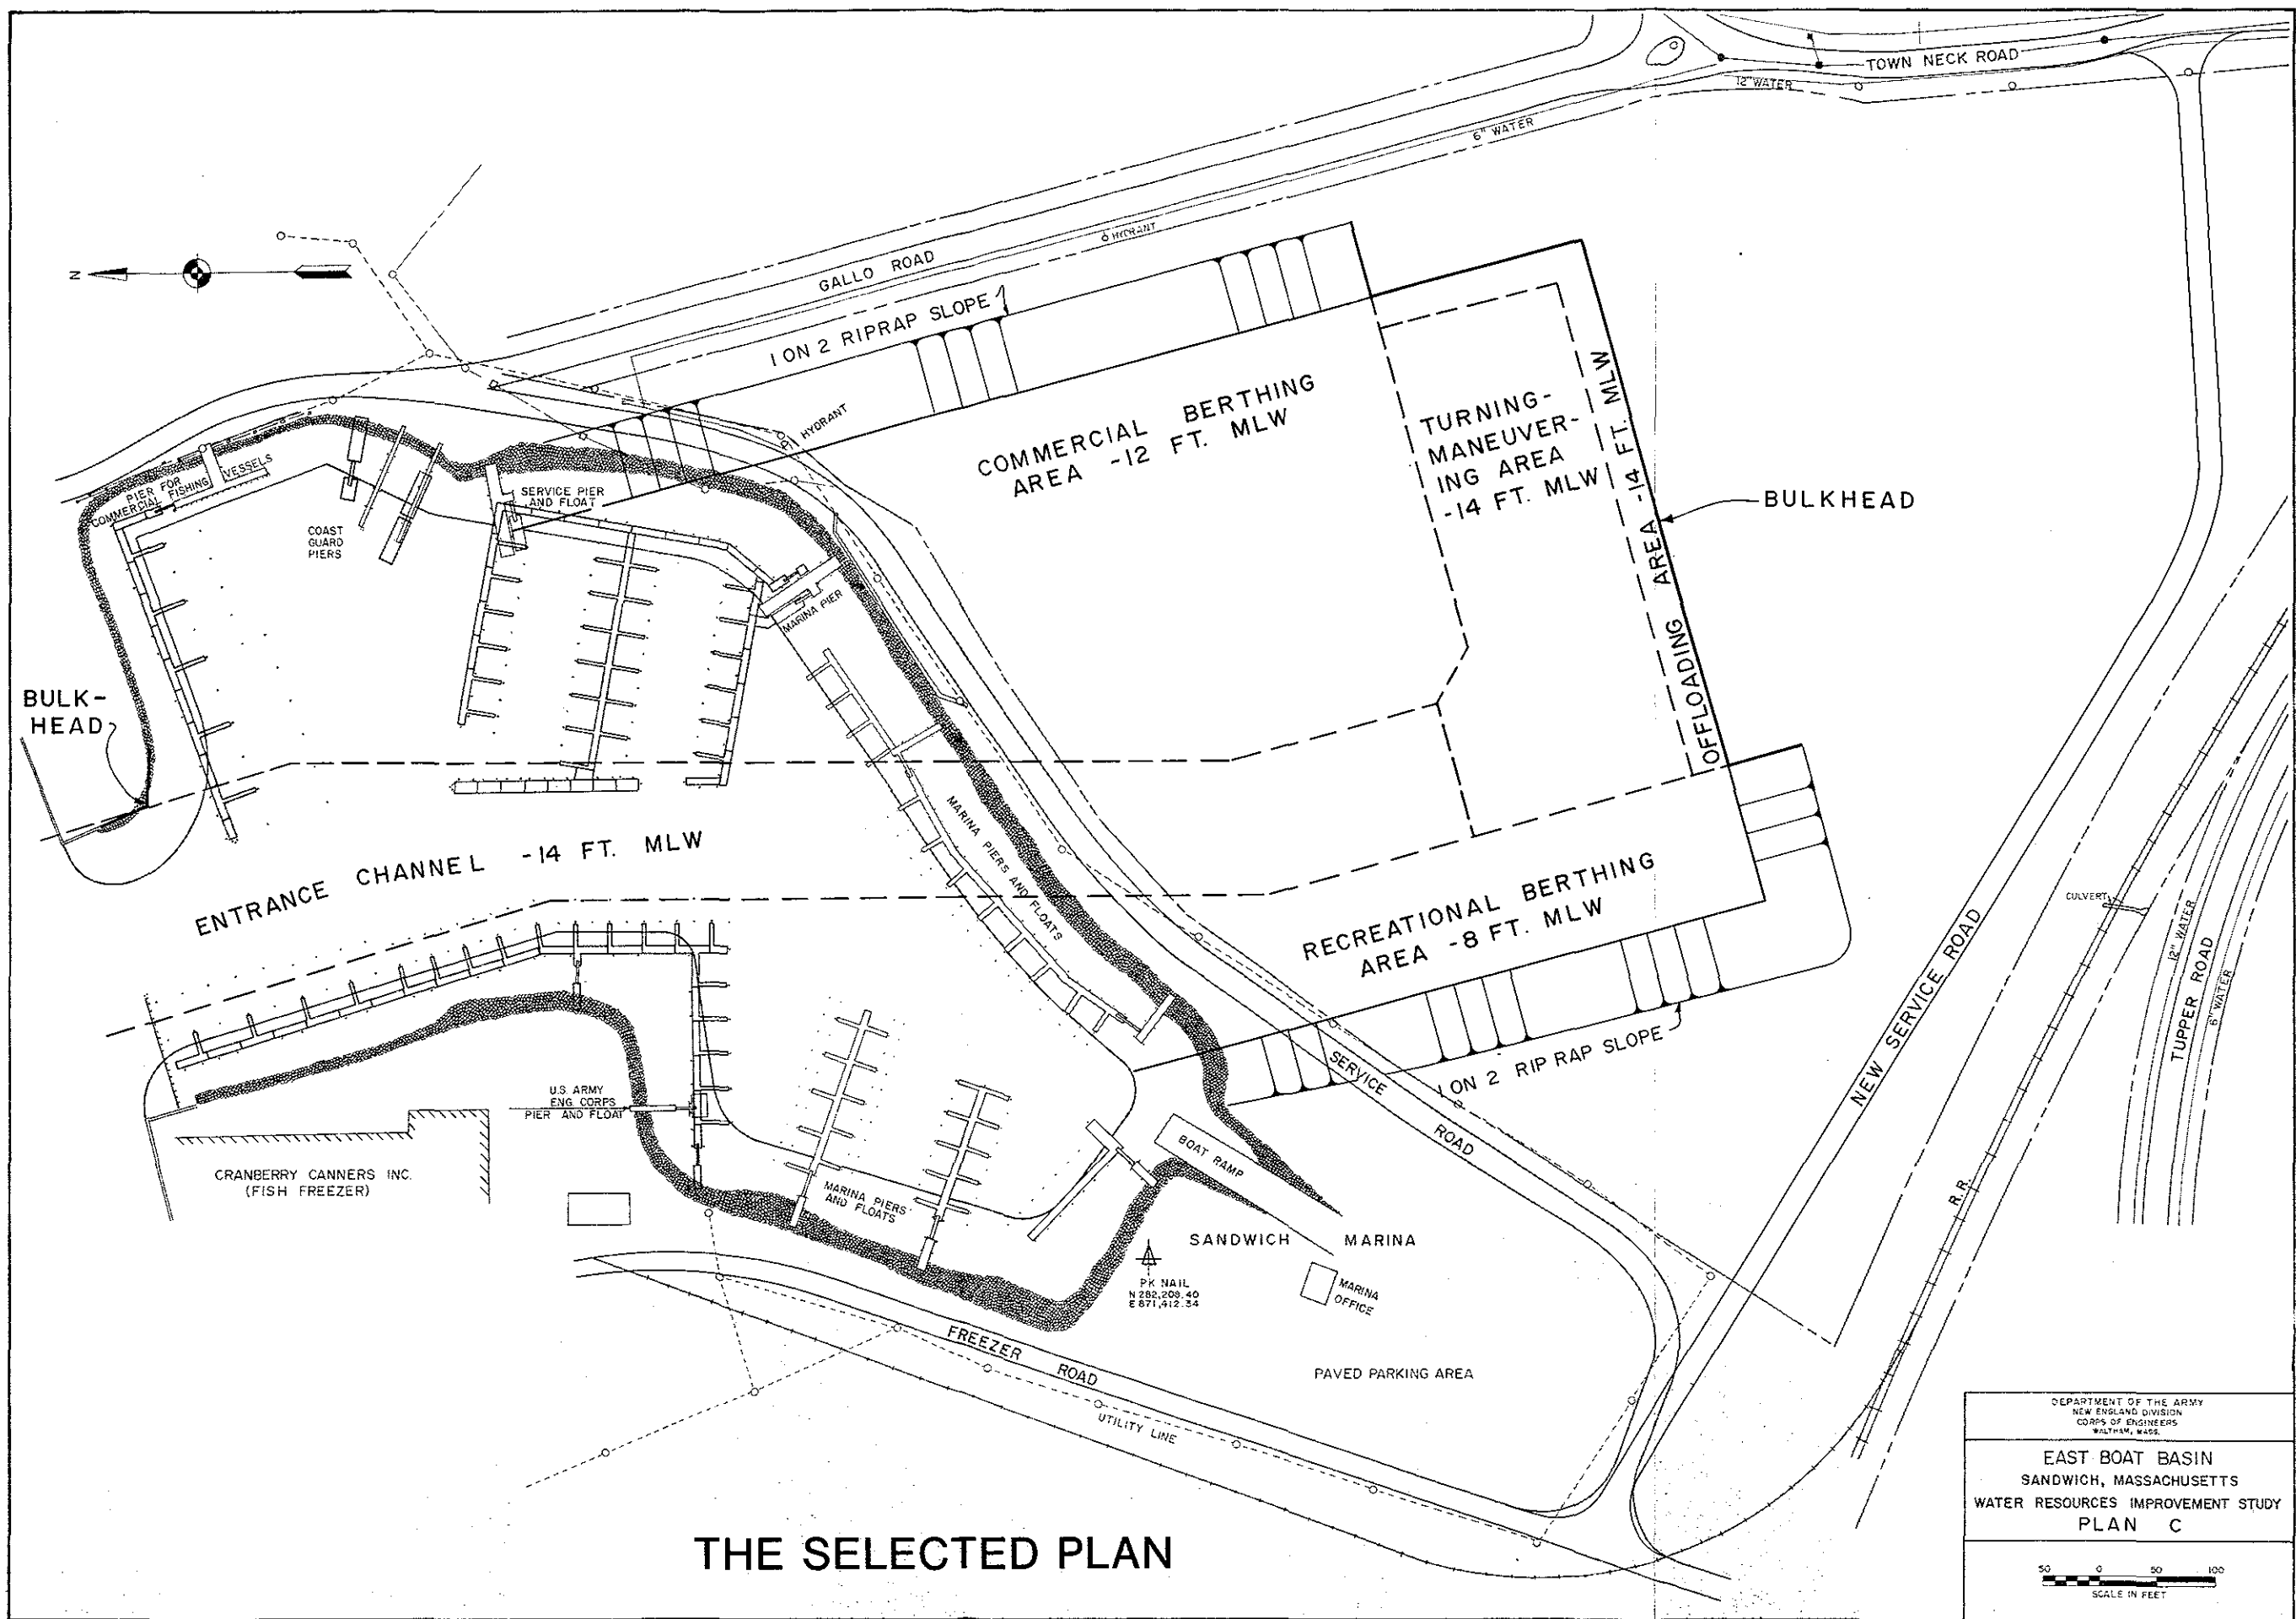 TOWN NECK ROAD
12" WATER
6" WATER
HYDRANT
GALLO ROAD
N
1 ON 2 RIPRAP SLOPE
HYDRANT
COMMERCIAL BERTHING
AREA -12 FT. MLW
TURNING-
MANEUVER-
ING AREA
-14 FT. MLW
OFFLOADING AREA -14 FT. MLW
BULKHEAD
PIER FOR
COMMERCIAL FISHING
VESSELS
COAST
GUARD
PIERS
SERVICE PIER
AND FLOAT
MARINA PIER
BULK-
HEAD
MARINA PIERS AND FLOATS
ENTRANCE CHANNEL -14 FT. MLW
RECREATIONAL BERTHING
AREA -8 FT. MLW
1 ON 2 RIP RAP SLOPE
SERVICE ROAD
NEW SERVICE ROAD
CULVERT
12" WATER
TUPPER ROAD
6" WATER
R.R.
U.S. ARMY
ENG. CORPS
PIER AND FLOAT
CRANBERRY CANNERS INC.
(FISH FREEZER)
MARINA PIERS
AND FLOATS
BOAT RAMP
SANDWICH MARINA
PK NAIL
N 282,208.40
E 871,412.34
MARINA
OFFICE
PAVED PARKING AREA
FREEZER ROAD
UTILITY LINE
THE SELECTED PLAN
DEPARTMENT OF THE ARMY
NEW ENGLAND DIVISION
CORPS OF ENGINEERS
WALTHAM, MASS.
EAST BOAT BASIN
SANDWICH, MASSACHUSETTS
WATER RESOURCES IMPROVEMENT STUDY
PLAN C
50 0 50 100
SCALE IN FEET